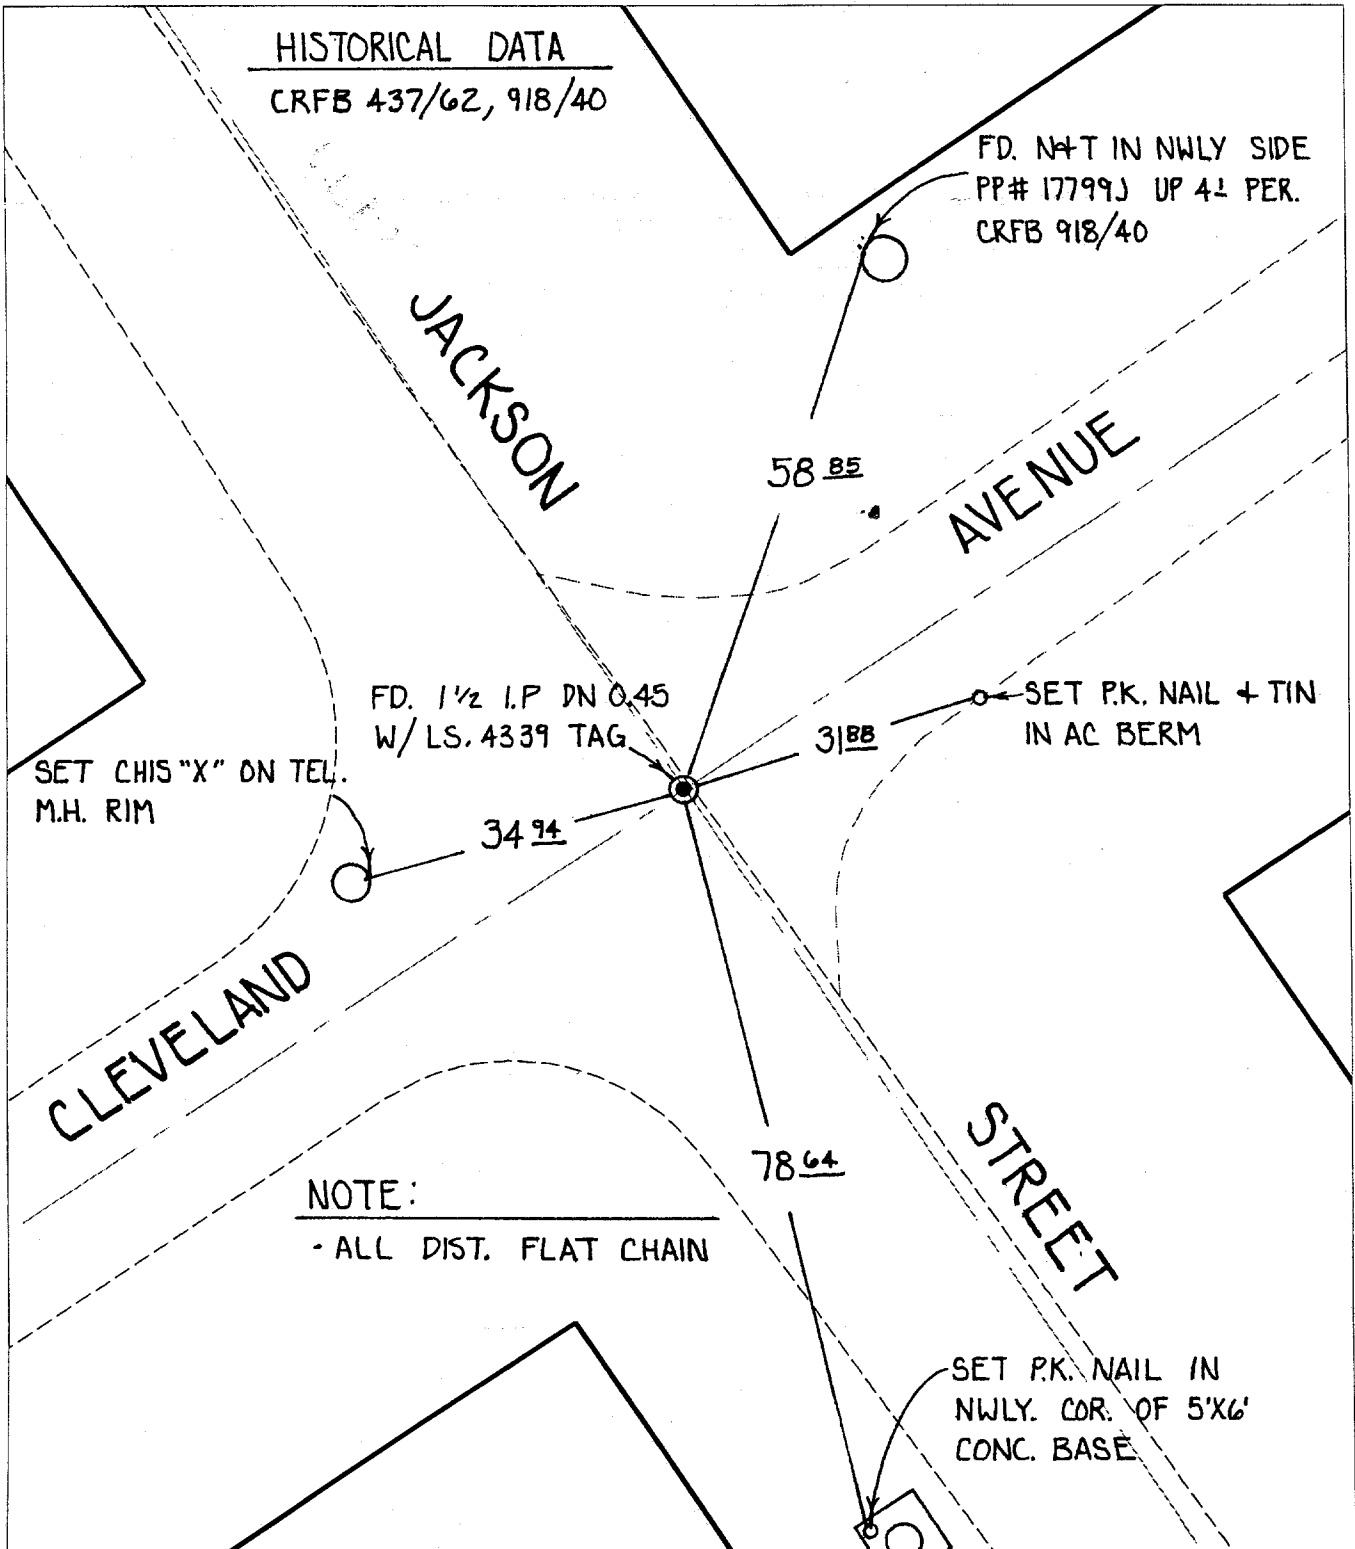 HISTORICAL DATA
CRFB 437/62, 918/40
FD. N+T IN NWLY SIDE
PP# 17799J UP 4± PER.
CRFB 918/40
JACKSON
58 85
AVENUE
FD. 1 1/2 I.P DN 0.45
W/ LS. 4339 TAG
SET P.K. NAIL + TIN
IN AC BERM
31 88
SET CHIS "X" ON TEL.
M.H. RIM
34 94
CLEVELAND
78 64
STREET
NOTE:
- ALL DIST. FLAT CHAIN
SET P.K. NAIL IN
NWLY. COR. OF 5'X6'
CONC. BASE